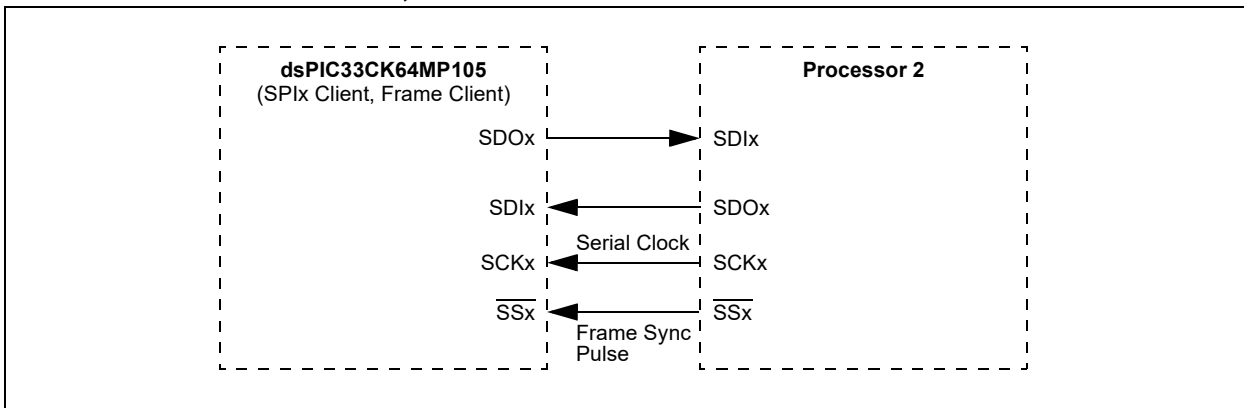 dsPIC33CK64MP105
(SPIx Client, Frame Client)
Processor 2
SDOx
SDIx
SDIx
SDOx
Serial Clock
SCKx
SCKx
SSx
SSx
Frame Sync
Pulse